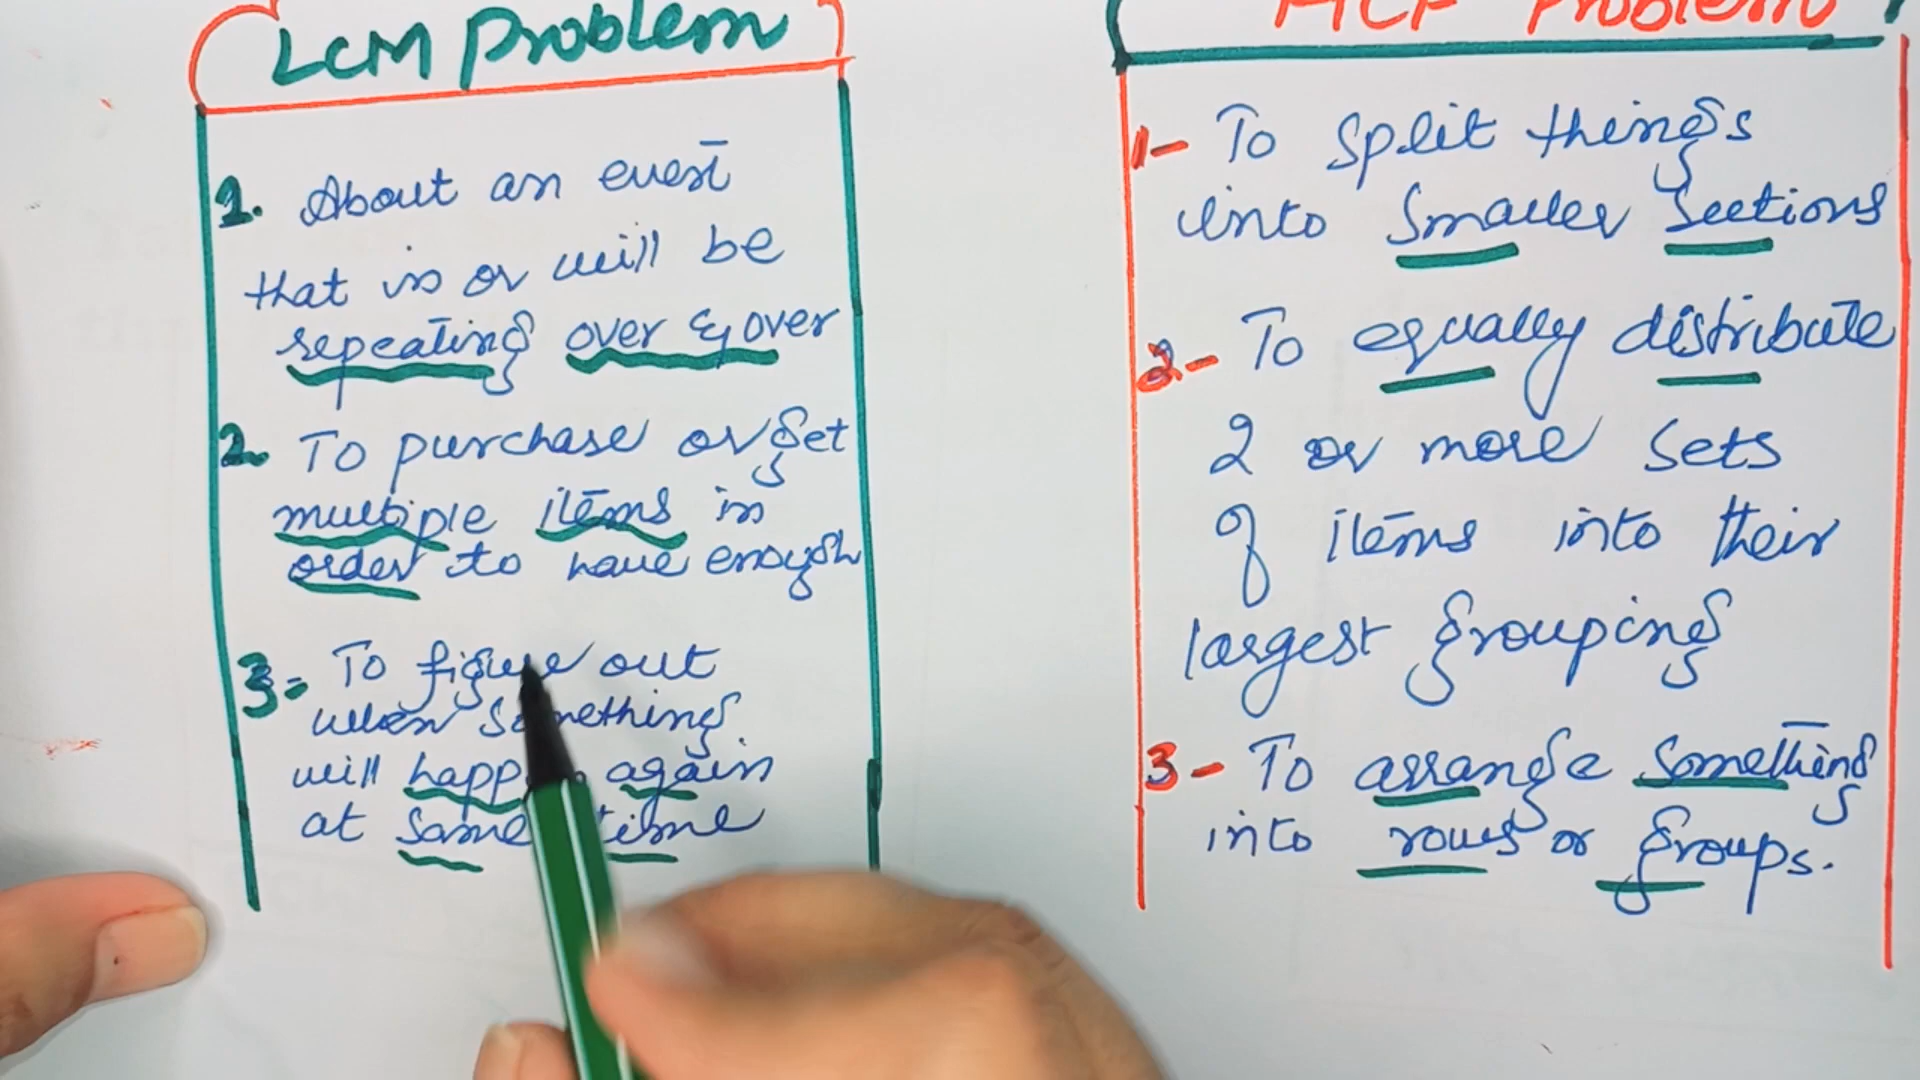 LCM Problem
1. About an event
that is or will be
repeating over & over
2. To purchase or get
multiple items in
order to have enough
3- To figure out
when something
will happen again
at same time
HCF Problem
1- To split things
into smaller sections
2- To equally distribute
2 or more sets
of items into their
largest grouping
3- To arrange something
into rows or groups.